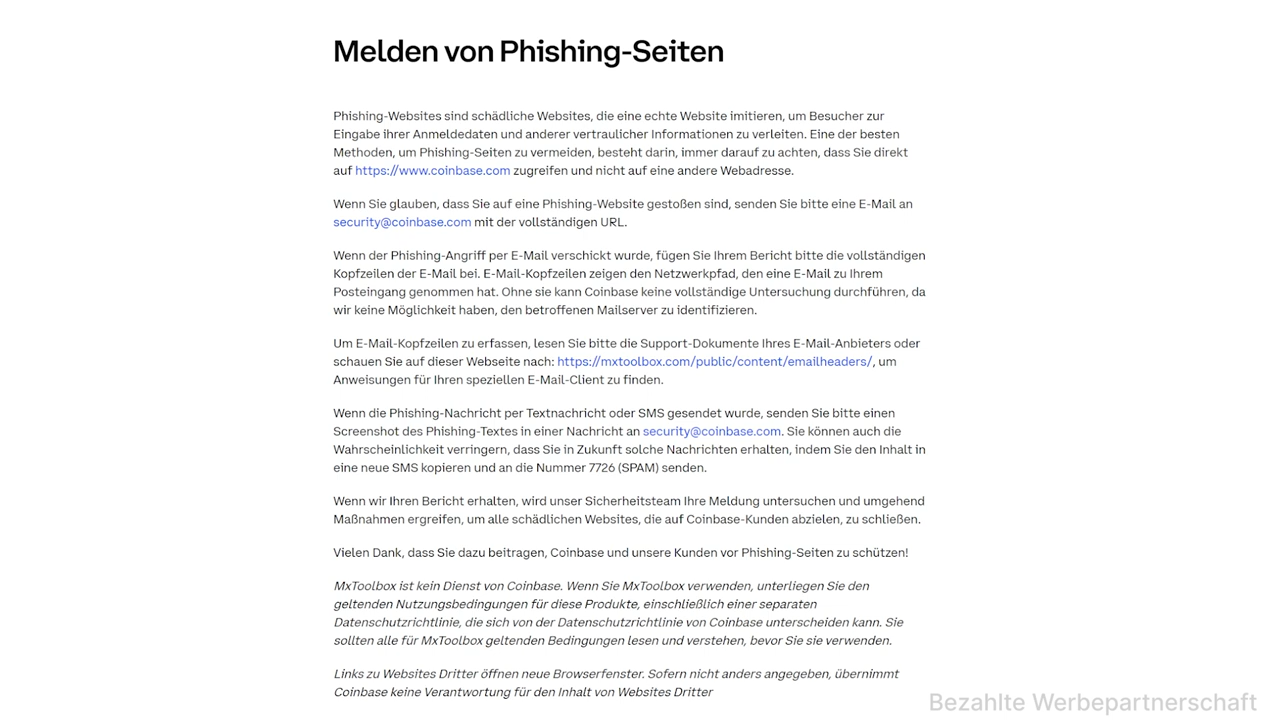 Melden von Phishing-Seiten
Phishing-Websites sind schädliche Websites, die eine echte Website imitieren, um Besucher zur
Eingabe ihrer Anmeldedaten und anderer vertraulicher Informationen zu verleiten. Eine der besten
Methoden, um Phishing-Seiten zu vermeiden, besteht darin, immer darauf zu achten, dass Sie direkt
auf https://www.coinbase.com zugreifen und nicht auf eine andere Webadresse.
Wenn Sie glauben, dass Sie auf eine Phishing-Website gestoßen sind, senden Sie bitte eine E-Mail an
security@coinbase.com mit der vollständigen URL.
Wenn der Phishing-Angriff per E-Mail verschickt wurde, fügen Sie Ihrem Bericht bitte die vollständigen
Kopfzeilen der E-Mail bei. E-Mail-Kopfzeilen zeigen den Netzwerkpfad, den eine E-Mail zu Ihrem
Posteingang genommen hat. Ohne sie kann Coinbase keine vollständige Untersuchung durchführen, da
wir keine Möglichkeit haben, den betroffenen Mailserver zu identifizieren.
Um E-Mail-Kopfzeilen zu erfassen, lesen Sie bitte die Support-Dokumente Ihres E-Mail-Anbieters oder
schauen Sie auf dieser Webseite nach: https://mxtoolbox.com/public/content/emailheaders/, um
Anweisungen für Ihren speziellen E-Mail-Client zu finden.
Wenn die Phishing-Nachricht per Textnachricht oder SMS gesendet wurde, senden Sie bitte einen
Screenshot des Phishing-Textes in einer Nachricht an security@coinbase.com. Sie können auch die
Wahrscheinlichkeit verringern, dass Sie in Zukunft solche Nachrichten erhalten, indem Sie den Inhalt in
eine neue SMS kopieren und an die Nummer 7726 (SPAM) senden.
Wenn wir Ihren Bericht erhalten, wird unser Sicherheitsteam Ihre Meldung untersuchen und umgehend
Maßnahmen ergreifen, um alle schädlichen Websites, die auf Coinbase-Kunden abzielen, zu schließen.
Vielen Dank, dass Sie dazu beitragen, Coinbase und unsere Kunden vor Phishing-Seiten zu schützen!
MxToolbox ist kein Dienst von Coinbase. Wenn Sie MxToolbox verwenden, unterliegen Sie den
geltenden Nutzungsbedingungen für diese Produkte, einschließlich einer separaten
Datenschutzrichtlinie, die sich von der Datenschutzrichtlinie von Coinbase unterscheiden kann. Sie
sollten alle für MxToolbox geltenden Bedingungen lesen und verstehen, bevor Sie sie verwenden.
Links zu Websites Dritter öffnen neue Browserfenster. Sofern nicht anders angegeben, übernimmt
Coinbase keine Verantwortung für den Inhalt von Websites Dritter
Bezahlte Werbepartnerschaft